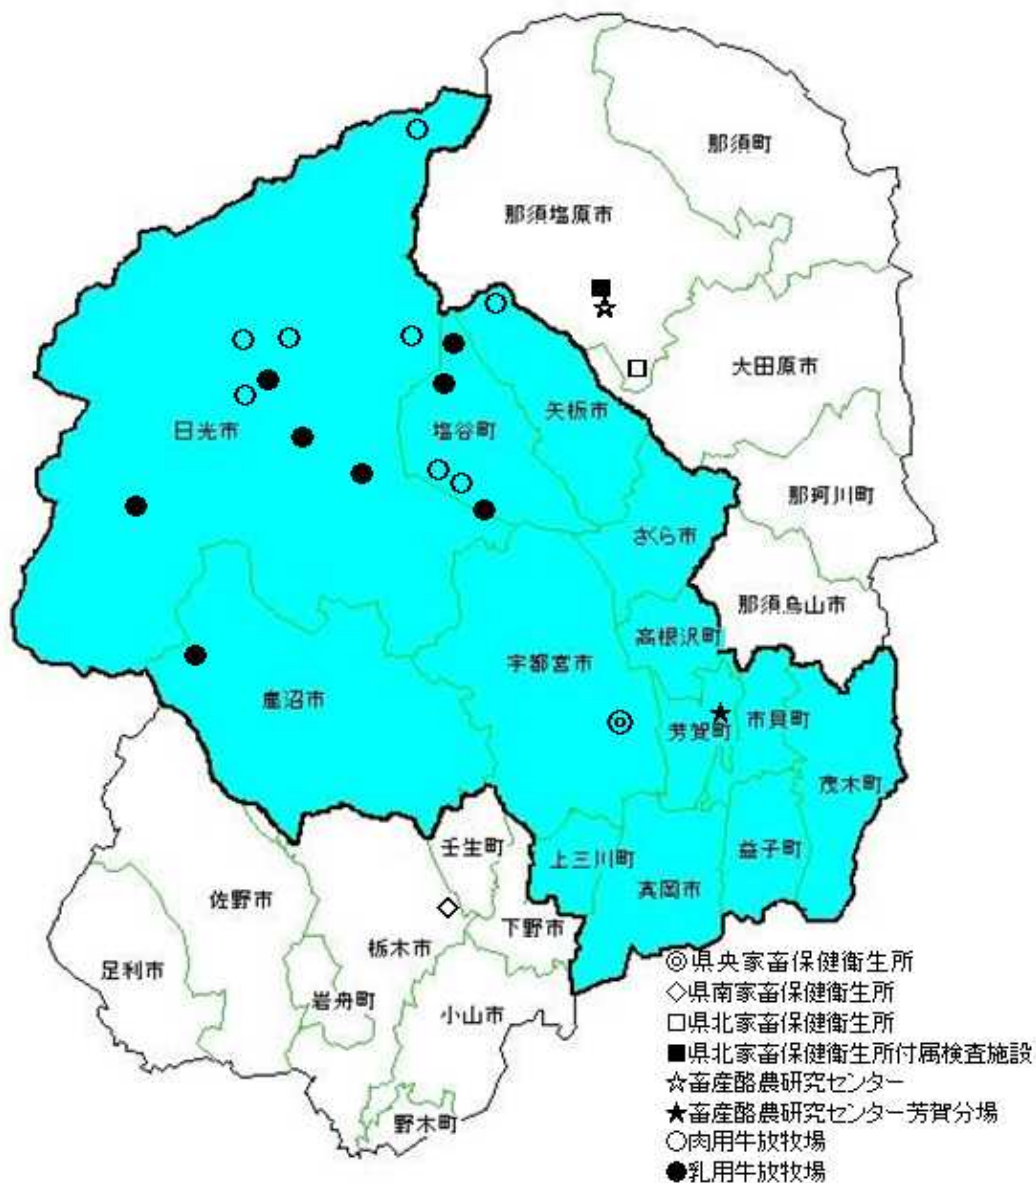 那須町
那須塩原市
大田原市
矢板市
日光市
塩谷町
那珂川町
さくら市
那須烏山市
高根沢町
宇都宮市
鹿沼市
芳賀町
市貝町
茂木町
壬生町
上三川町
益子町
真岡市
佐野市
下野市
栃木市
足利市
岩舟町
小山市
野木町
◎県央家畜保健衛生所
◇県南家畜保健衛生所
□県北家畜保健衛生所
■県北家畜保健衛生所付属検査施設
☆畜産酪農研究センター
★畜産酪農研究センター芳賀分場
○肉用牛放牧場
●乳用牛放牧場